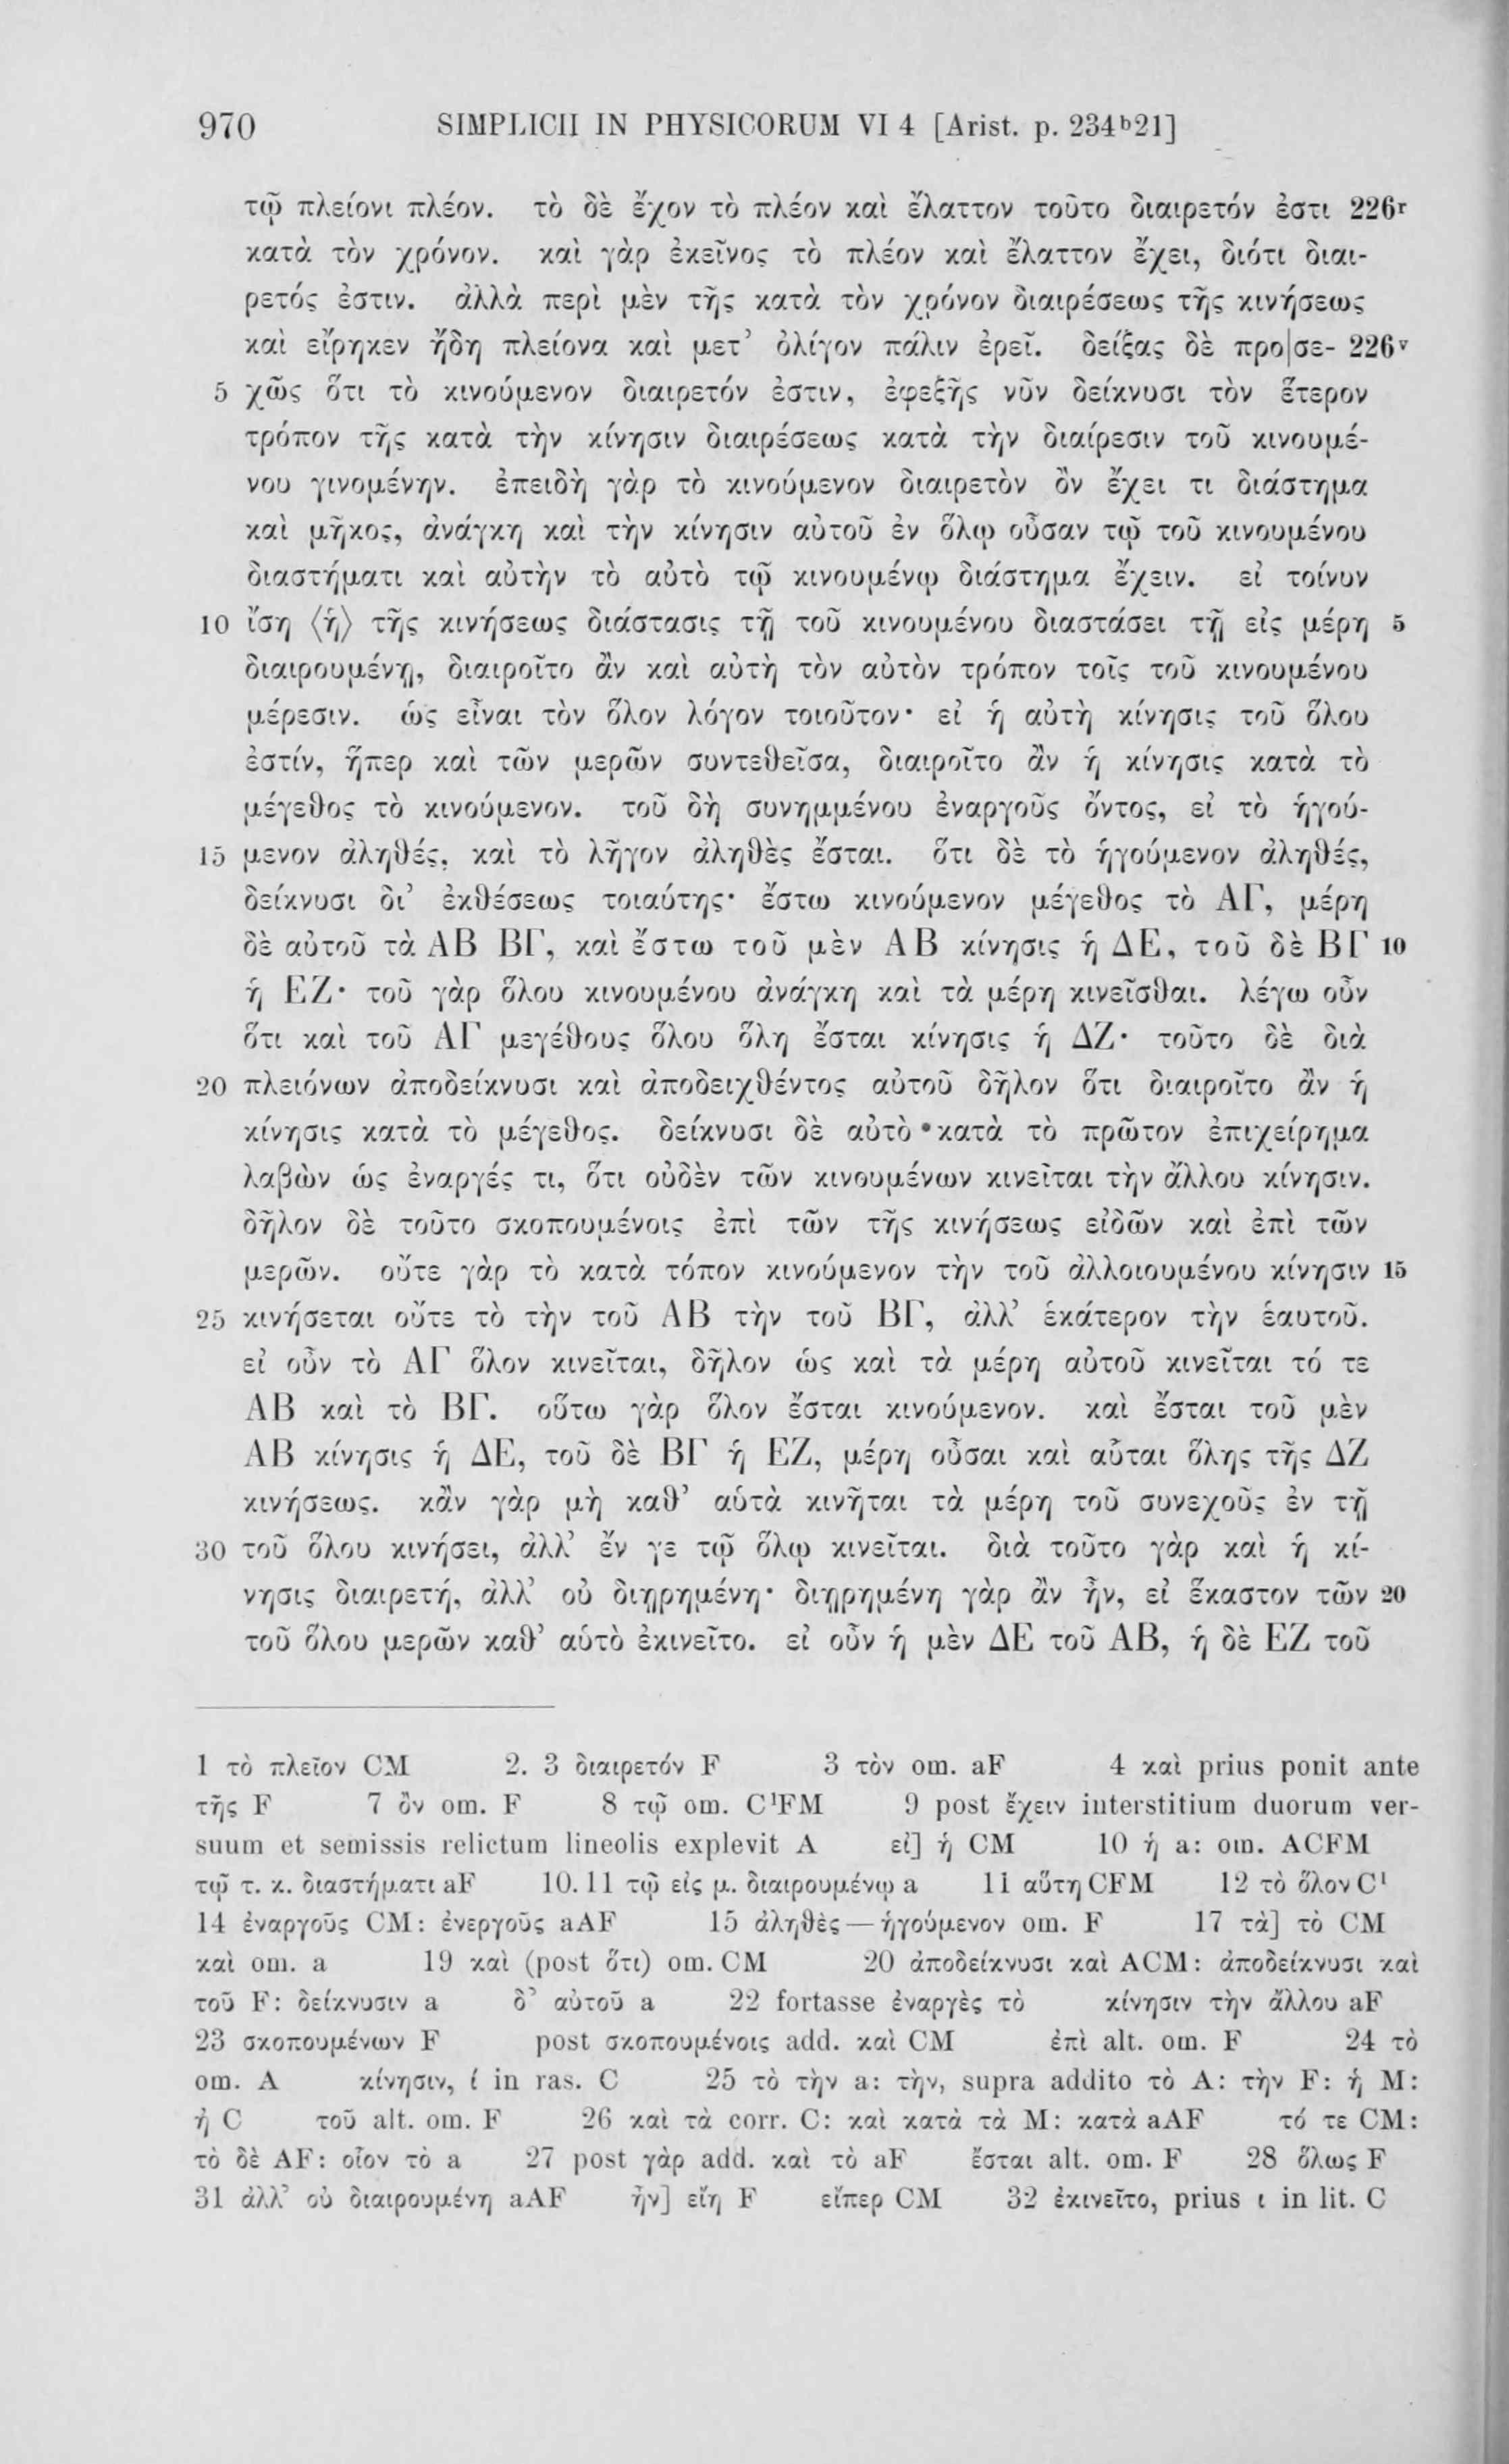 970 SIMPLICII IN PHYSICORUM VI 4 [Arist. p. 234ᵇ21]
τῷ πλείονι πλέον. τὸ δὲ ἔχον τὸ πλέον καὶ ἔλαττον τοῦτο διαιρετόν ἐστι 226ʳ
κατὰ τὸν χρόνον. καὶ γὰρ ἐκεῖνος τὸ πλέον καὶ ἔλαττον ἔχει, διότι διαι-
ρετός ἐστιν. ἀλλὰ περὶ μὲν τῆς κατὰ τὸν χρόνον διαιρέσεως τῆς κινήσεως
καὶ εἴρηκεν ἤδη πλείονα καὶ μετ’ ὀλίγον πάλιν ἐρεῖ. δείξας δὲ προ|σε- 226ᵛ
5 χῶς ὅτι τὸ κινούμενον διαιρετόν ἐστιν, ἐφεξῆς νῦν δείκνυσι τὸν ἕτερον
τρόπον τῆς κατὰ τὴν κίνησιν διαιρέσεως κατὰ τὴν διαίρεσιν τοῦ κινουμέ-
νου γινομένην. ἐπειδὴ γὰρ τὸ κινούμενον διαιρετὸν ὂν ἔχει τι διάστημα
καὶ μῆκος, ἀνάγκη καὶ τὴν κίνησιν αὐτοῦ ἐν ὅλῳ οὖσαν τῷ τοῦ κινουμένου
διαστήματι καὶ αὐτὴν τὸ αὐτὸ τῷ κινουμένῳ διάστημα ἔχειν. εἰ τοίνυν
10 ἴση ⟨ἡ⟩ τῆς κινήσεως διάστασις τῇ τοῦ κινουμένου διαστάσει τῇ εἰς μέρη 5
διαιρουμένῃ, διαιροῖτο ἂν καὶ αὐτὴ τὸν αὐτὸν τρόπον τοῖς τοῦ κινουμένου
μέρεσιν. ὡς εἶναι τὸν ὅλον λόγον τοιοῦτον· εἰ ἡ αὐτὴ κίνησις τοῦ ὅλου
ἐστίν, ἥπερ καὶ τῶν μερῶν συντεθεῖσα, διαιροῖτο ἂν ἡ κίνησις κατὰ τὸ
μέγεθος τὸ κινούμενον. τοῦ δὴ συνημμένου ἐναργοῦς ὄντος, εἰ τὸ ἡγού-
15 μενον ἀληθές, καὶ τὸ λῆγον ἀληθὲς ἔσται. ὅτι δὲ τὸ ἡγούμενον ἀληθές,
δείκνυσι δι’ ἐκθέσεως τοιαύτης· ἔστω κινούμενον μέγεθος τὸ ΑΓ, μέρη
δὲ αὐτοῦ τὰ ΑΒ ΒΓ, καὶ ἔστω τοῦ μὲν ΑΒ κίνησις ἡ ΔΕ, τοῦ δὲ ΒΓ 10
ἡ ΕΖ· τοῦ γὰρ ὅλου κινουμένου ἀνάγκη καὶ τὰ μέρη κινεῖσθαι. λέγω οὖν
ὅτι καὶ τοῦ ΑΓ μεγέθους ὅλου ὅλη ἔσται κίνησις ἡ ΔΖ· τοῦτο δὲ διὰ
20 πλειόνων ἀποδείκνυσι καὶ ἀποδειχθέντος αὐτοῦ δῆλον ὅτι διαιροῖτο ἂν ἡ
κίνησις κατὰ τὸ μέγεθος. δείκνυσι δὲ αὐτὸ κατὰ τὸ πρῶτον ἐπιχείρημα
λαβὼν ὡς ἐναργές τι, ὅτι οὐδὲν τῶν κινουμένων κινεῖται τὴν ἄλλου κίνησιν.
δῆλον δὲ τοῦτο σκοπουμένοις ἐπὶ τῶν τῆς κινήσεως εἰδῶν καὶ ἐπὶ τῶν
μερῶν. οὔτε γὰρ τὸ κατὰ τόπον κινούμενον τὴν τοῦ ἀλλοιουμένου κίνησιν 15
25 κινήσεται οὔτε τὸ τὴν τοῦ ΑΒ τὴν τοῦ ΒΓ, ἀλλ’ ἑκάτερον τὴν ἑαυτοῦ.
εἰ οὖν τὸ ΑΓ ὅλον κινεῖται, δῆλον ὡς καὶ τὰ μέρη αὐτοῦ κινεῖται τό τε
ΑΒ καὶ τὸ ΒΓ. οὕτω γὰρ ὅλον ἔσται κινούμενον. καὶ ἔσται τοῦ μὲν
ΑΒ κίνησις ἡ ΔΕ, τοῦ δὲ ΒΓ ἡ ΕΖ, μέρη οὖσαι καὶ αὗται ὅλης τῆς ΔΖ
κινήσεως. κἂν γὰρ μὴ καθ’ αὑτὰ κινῆται τὰ μέρη τοῦ συνεχοῦς ἐν τῇ
30 τοῦ ὅλου κινήσει, ἀλλ’ ἔν γε τῷ ὅλῳ κινεῖται. διὰ τοῦτο γὰρ καὶ ἡ κί-
νησις διαιρετή, ἀλλ’ οὐ διῃρημένη· διῃρημένη γὰρ ἂν ἦν, εἰ ἕκαστον τῶν 20
τοῦ ὅλου μερῶν καθ’ αὑτὸ ἐκινεῖτο. εἰ οὖν ἡ μὲν ΔΕ τοῦ ΑΒ, ἡ δὲ ΕΖ τοῦ
1 τὸ πλεῖον CM 2. 3 διαιρετόν F 3 τὸν om. aF 4 καὶ prius ponit ante
τῆς F 7 ὂν om. F 8 τῷ om. C¹FM 9 post ἔχειν interstitium duorum ver-
suum et semissis relictum lineolis explevit A εἰ] ἡ CM 10 ἡ a: om. ACFM
τῷ τ. κ. διαστήματι aF 10. 11 τῷ εἰς μ. διαιρουμένῳ a 11 αὕτη CFM 12 τὸ ὅλον C¹
14 ἐναργοῦς CM: ἐνεργοῦς aAF 15 ἀληθὲς — ἡγούμενον om. F 17 τὰ] τὸ CM
καὶ om. a 19 καὶ (post ὅτι) om. CM 20 ἀποδείκνυσι καὶ ACM: ἀποδείκνυσι καὶ
τοῦ F: δείκνυσιν a δ’ αὐτοῦ a 22 fortasse ἐναργὲς τὸ κίνησιν τὴν ἄλλου aF
23 σκοπουμένων F post σκοπουμένοις add. καὶ CM ἐπὶ alt. om. F 24 τὸ
om. A κίνησιν, ί in ras. C 25 τὸ τὴν a: τὴν, supra addito τὸ A: τὴν F: ἡ M:
ἢ C τοῦ alt. om. F 26 καὶ τὰ corr. C: καὶ κατὰ τὰ M: κατὰ aAF τό τε CM:
τὸ δὲ AF: οἷον τὸ a 27 post γὰρ add. καὶ τὸ aF ἔσται alt. om. F 28 ὅλως F
31 ἀλλ’ οὐ διαιρουμένη aAF ἦν] εἴη F εἴπερ CM 32 ἐκινεῖτο, prius ι in lit. C